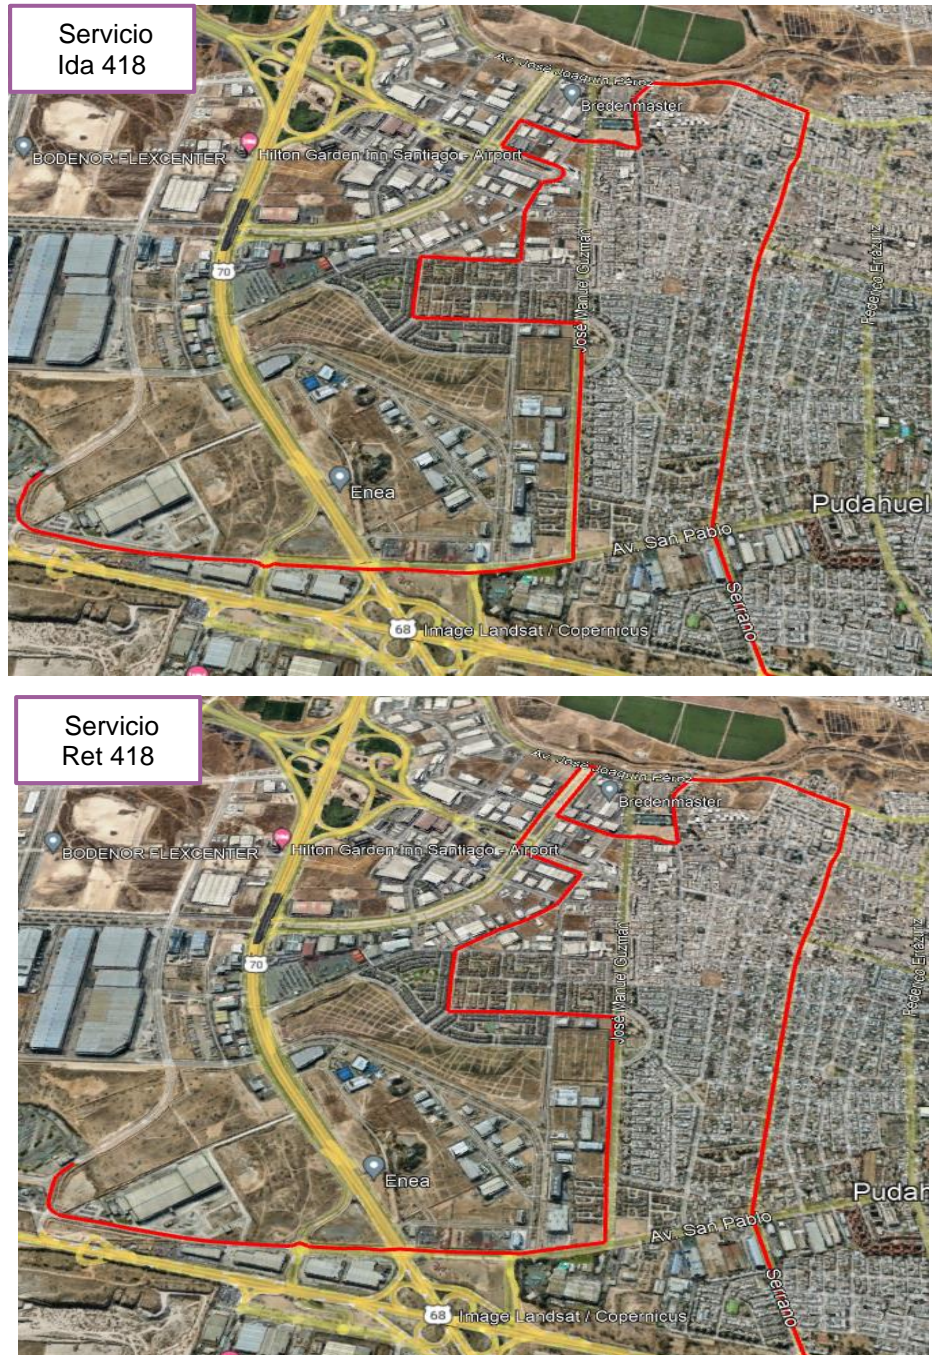 Servicio
Ida 418
Av. José Joaquín Pérez
Bredenmaster
BODENOR FLEXCENTER
Hilton Garden Inn Santiago - Airport
José Manuel Guzmán
Federico Errázuriz
70
Enea
Pudahuel
Av. San Pablo
Serrano
68
Image Landsat / Copernicus
Servicio
Ret 418
Av. José Joaquín Pérez
Bredenmaster
BODENOR FLEXCENTER
Hilton Garden Inn Santiago - Airport
José Manuel Guzmán
Federico Errázuriz
70
Enea
Pudah
Av. San Pablo
Serrano
68
Image Landsat / Copernicus